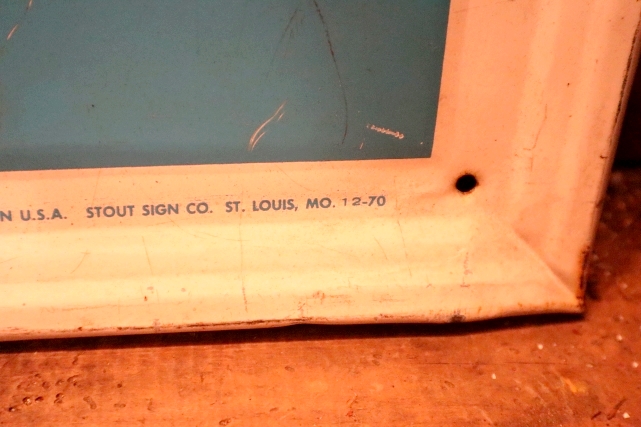 N U.S.A. STOUT SIGN CO. ST. LOUIS, MO. 12-70